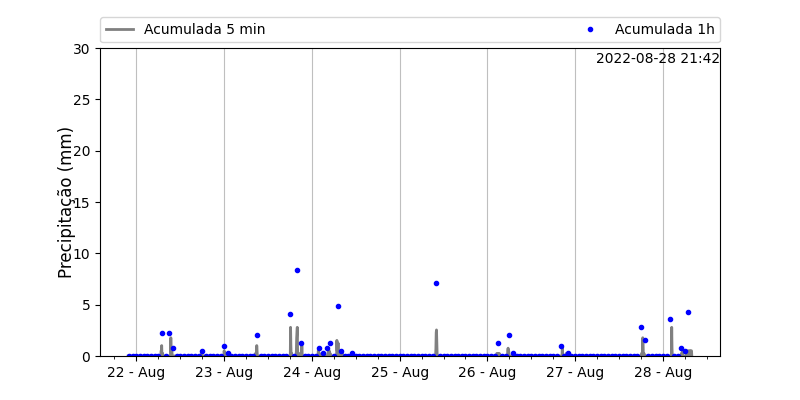 Acumulada 5 min
Acumulada 1h
2022-08-28 21:42
Precipitação (mm)
30
25
20
15
10
5
0
22 - Aug
23 - Aug
24 - Aug
25 - Aug
26 - Aug
27 - Aug
28 - Aug